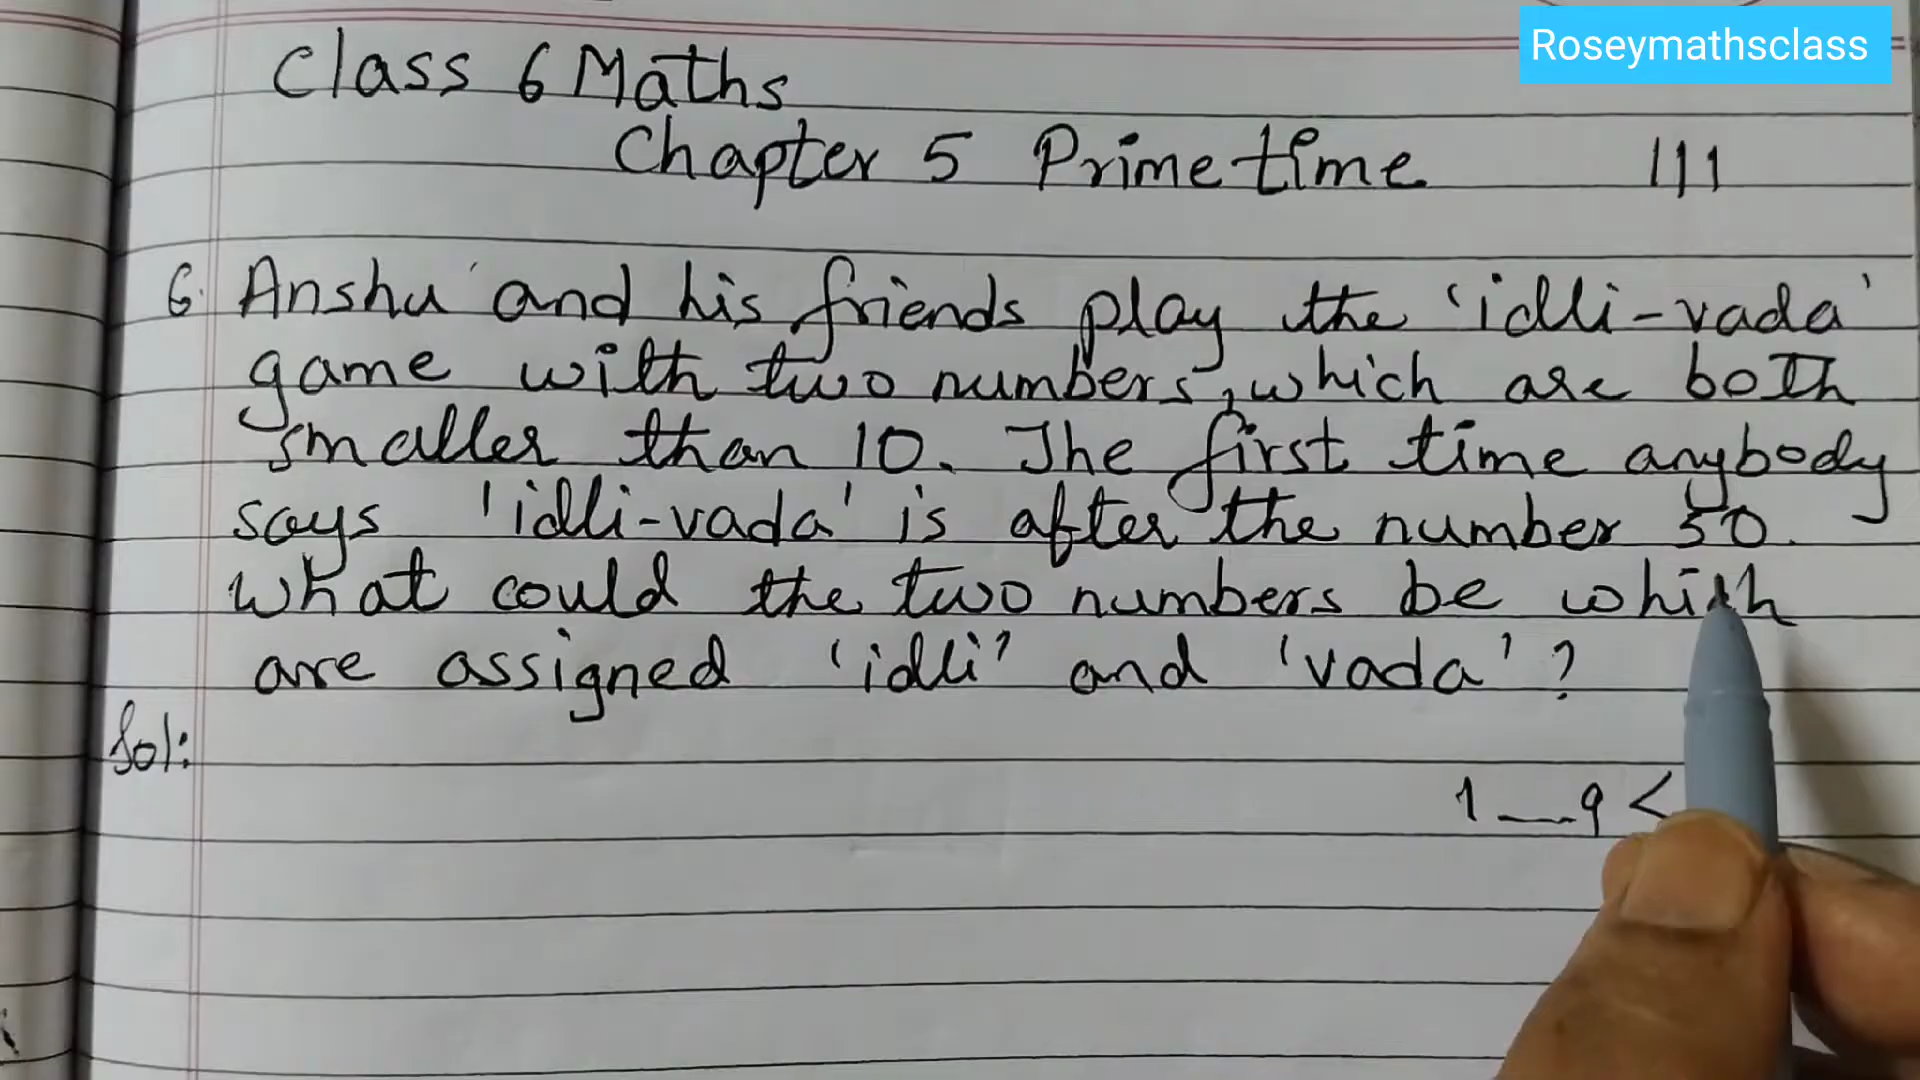 Roseymathsclass
Class 6 Maths
Chapter 5 Prime time 111
6. Anshu and his friends play the 'idli-vada'
game with two numbers, which are both
smaller than 10. The first time anybody
says 'idli-vada' is after the number 50.
What could the two numbers be which
are assigned 'idli' and 'vada'?
Sol:
1 __ 9 <